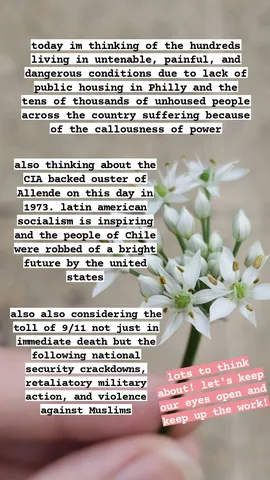 today im thinking of the hundreds
living in untenable, painful, and
dangerous conditions due to lack of
public housing in Philly and the
tens of thousands of unhoused people
across the country suffering because
of the callousness of power
also thinking about the
CIA backed ouster of
Allende on this day in
1973. latin american
socialism is inspiring
and the people of Chile
were robbed of a bright
future by the united
states
also also considering the
toll of 9/11 not just in
immediate death but the
following national
security crackdowns,
retaliatory military
action, and violence
against Muslims
lots to think
about! let's keep
our eyes open and
keep up the work!